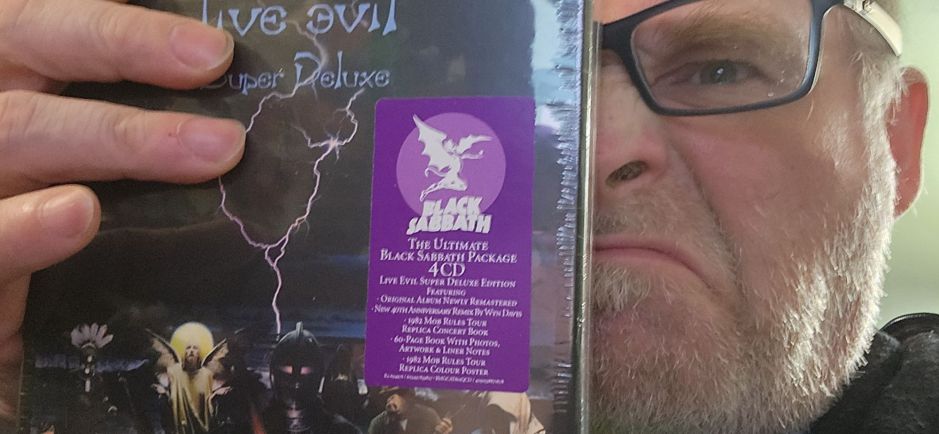 Live Evil
Super Deluxe
BLACK
SABBATH
THE ULTIMATE
BLACK SABBATH PACKAGE
4CD
LIVE EVIL SUPER DELUXE EDITION
FEATURING
· ORIGINAL ALBUM NEWLY REMASTERED
· NEW 40TH ANNIVERSARY REMIX BY WYN DAVIS
· 1982 MOB RULES TOUR
REPLICA CONCERT BOOK
· 60-PAGE BOOK WITH PHOTOS,
ARTWORK & LINER NOTES
· 1982 MOB RULES TOUR
REPLICA COLOUR POSTER